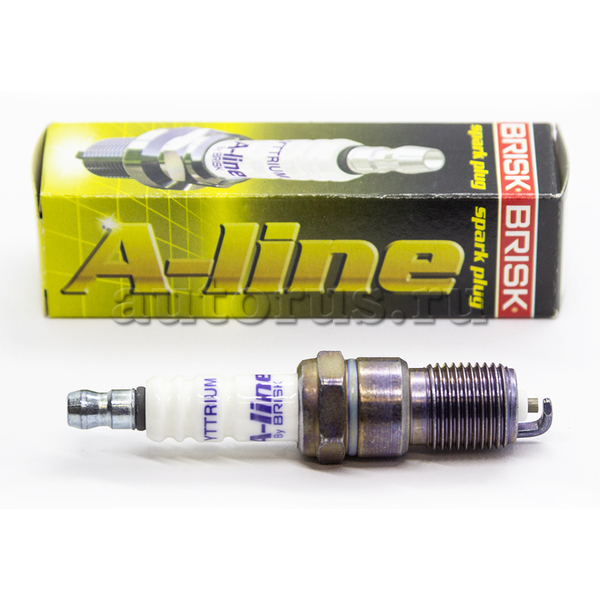 A-line
BRISK
YTTRIUM
spark plug
BRISK
A-line
spark plug
BRISK
autorus.ru
YTTRIUM
A-line
By BRISK